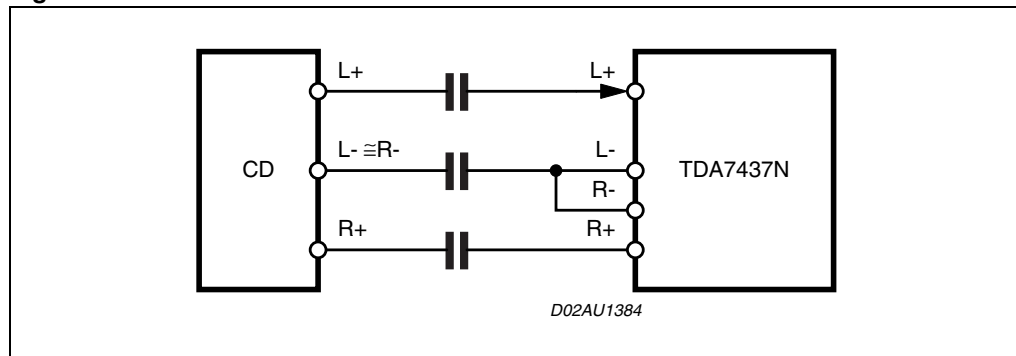 L+ L+
CD
L- ≅R- L-
TDA7437N
R-
R+ R+
D02AU1384